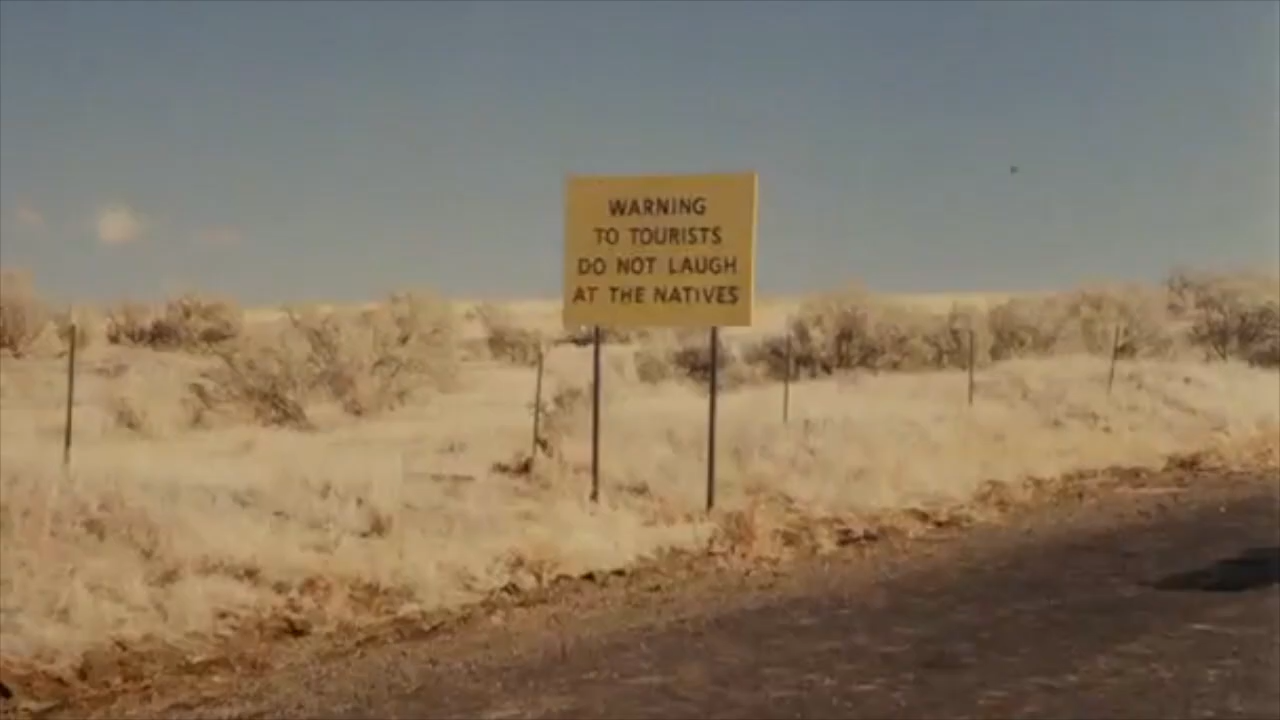 WARNING
TO TOURISTS
DO NOT LAUGH
AT THE NATIVES